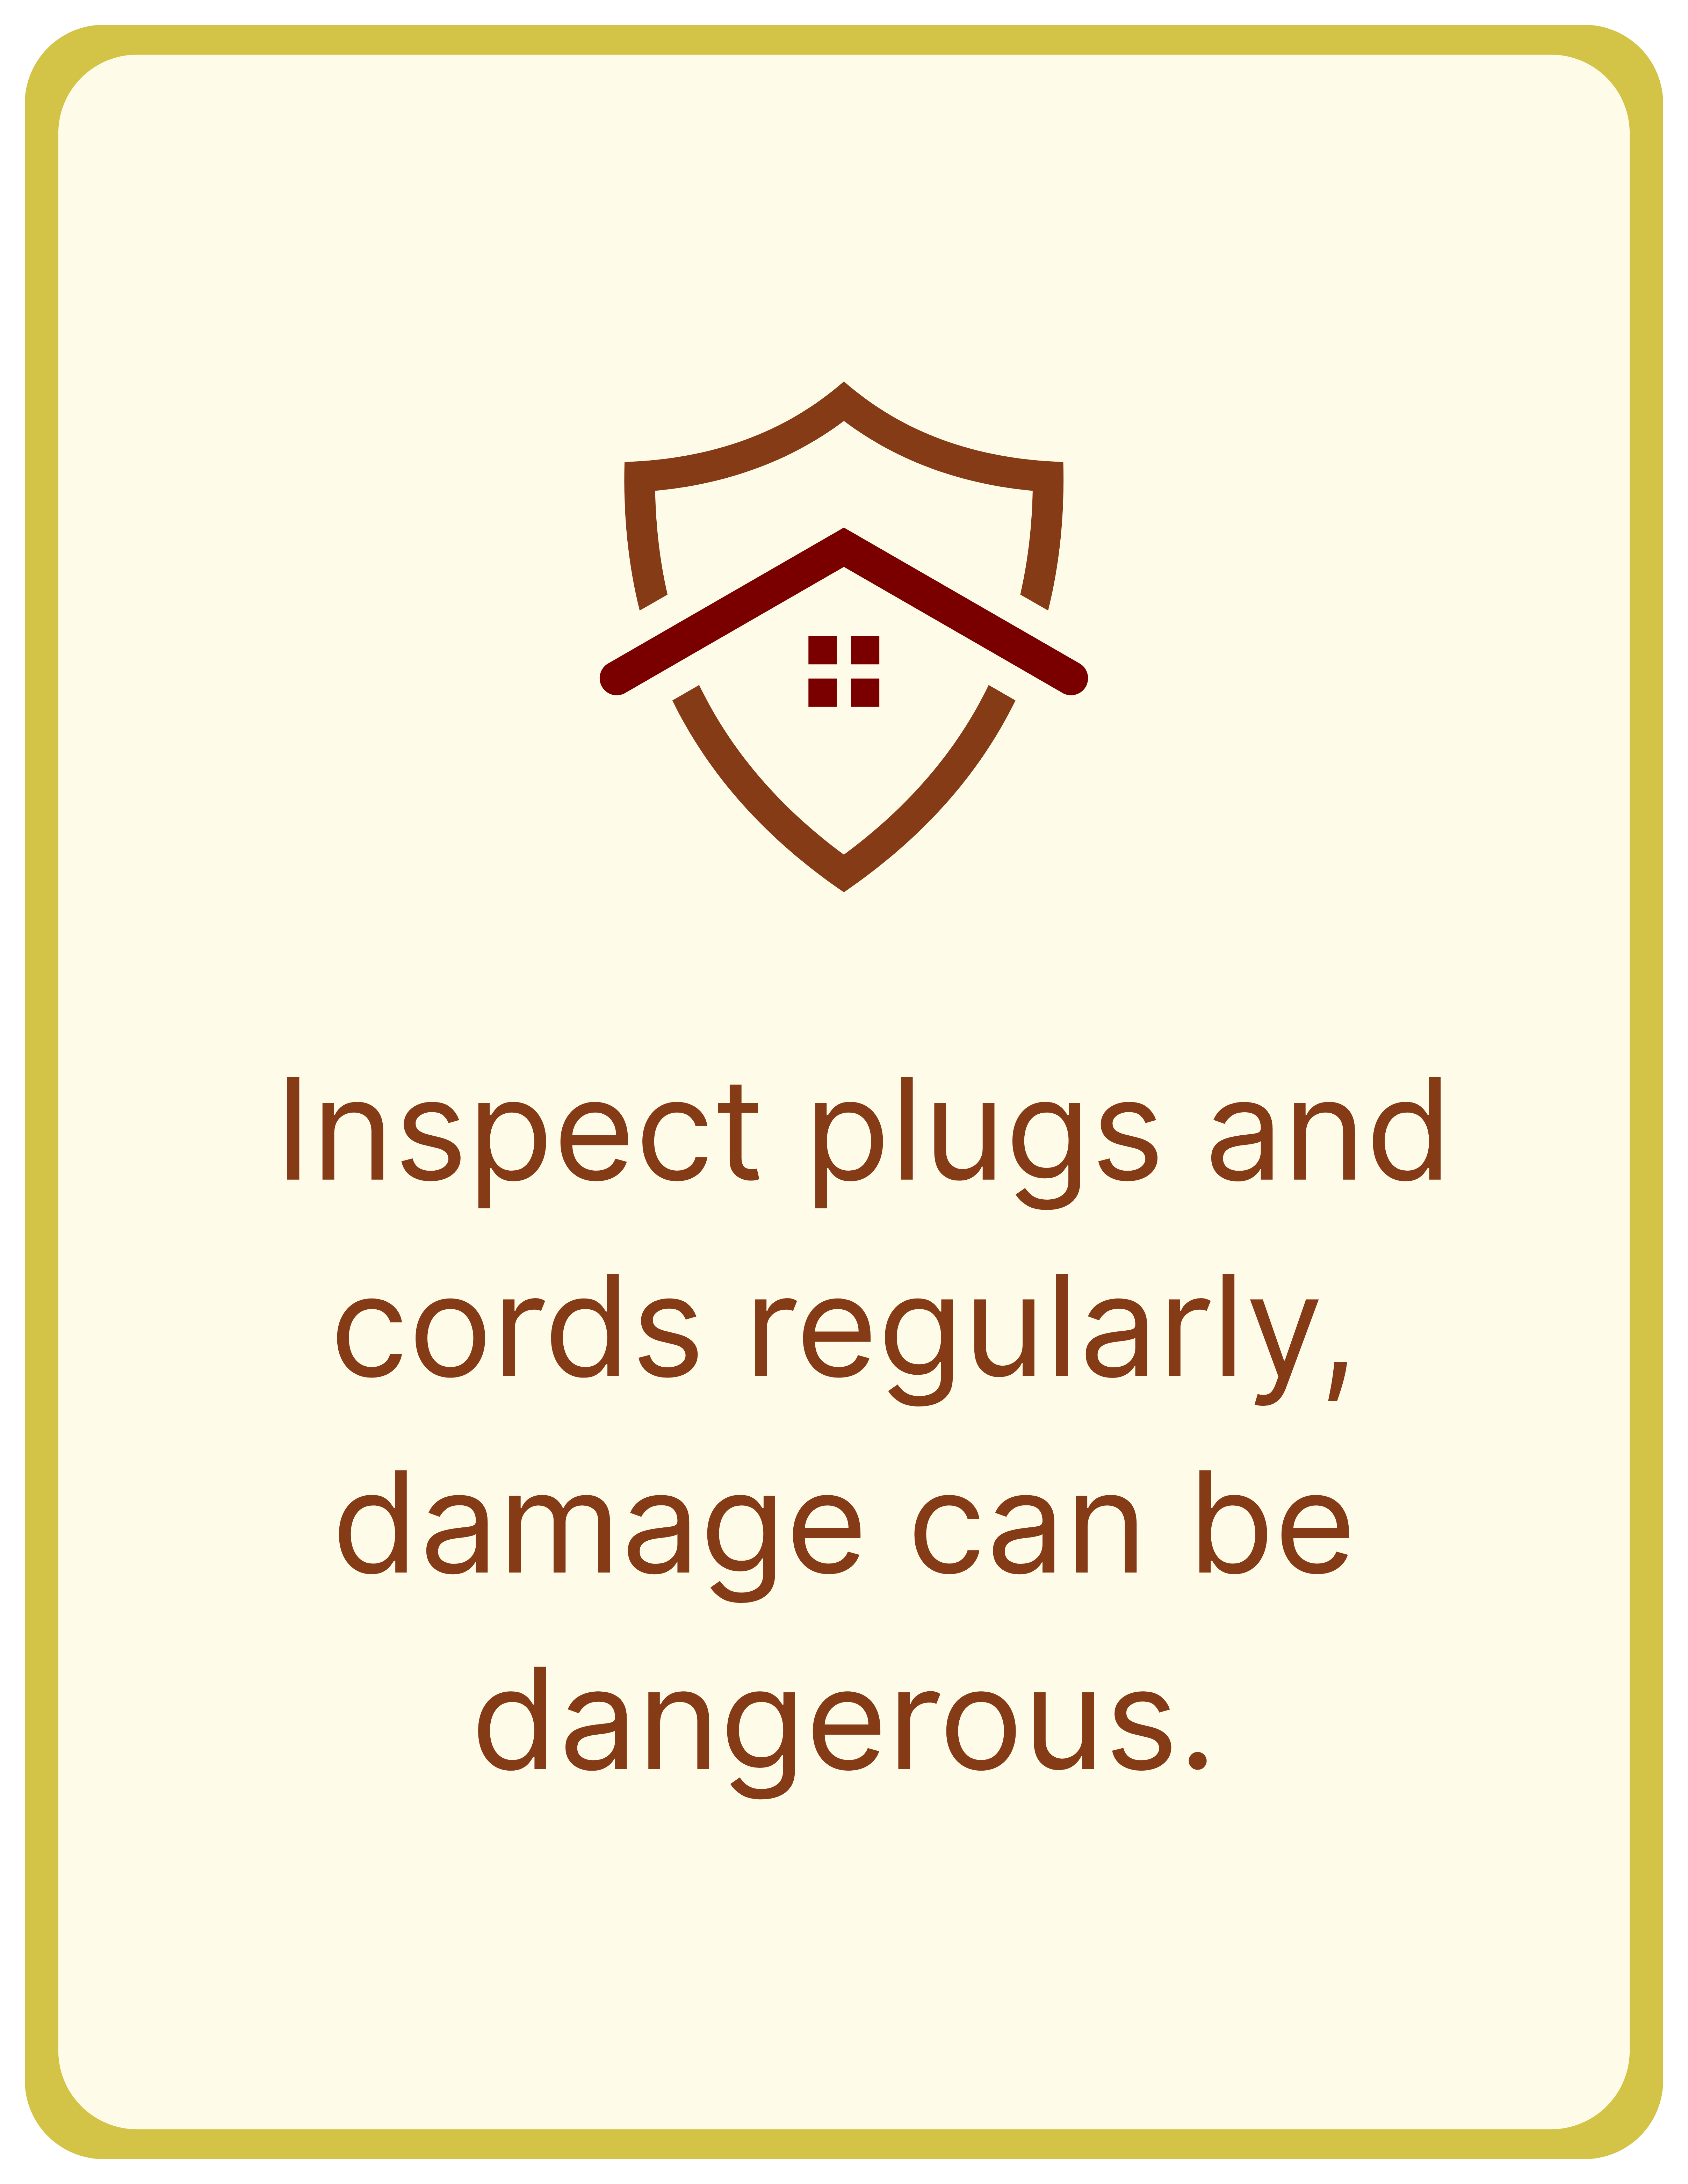 Inspect plugs and
cords regularly,
damage can be
dangerous.